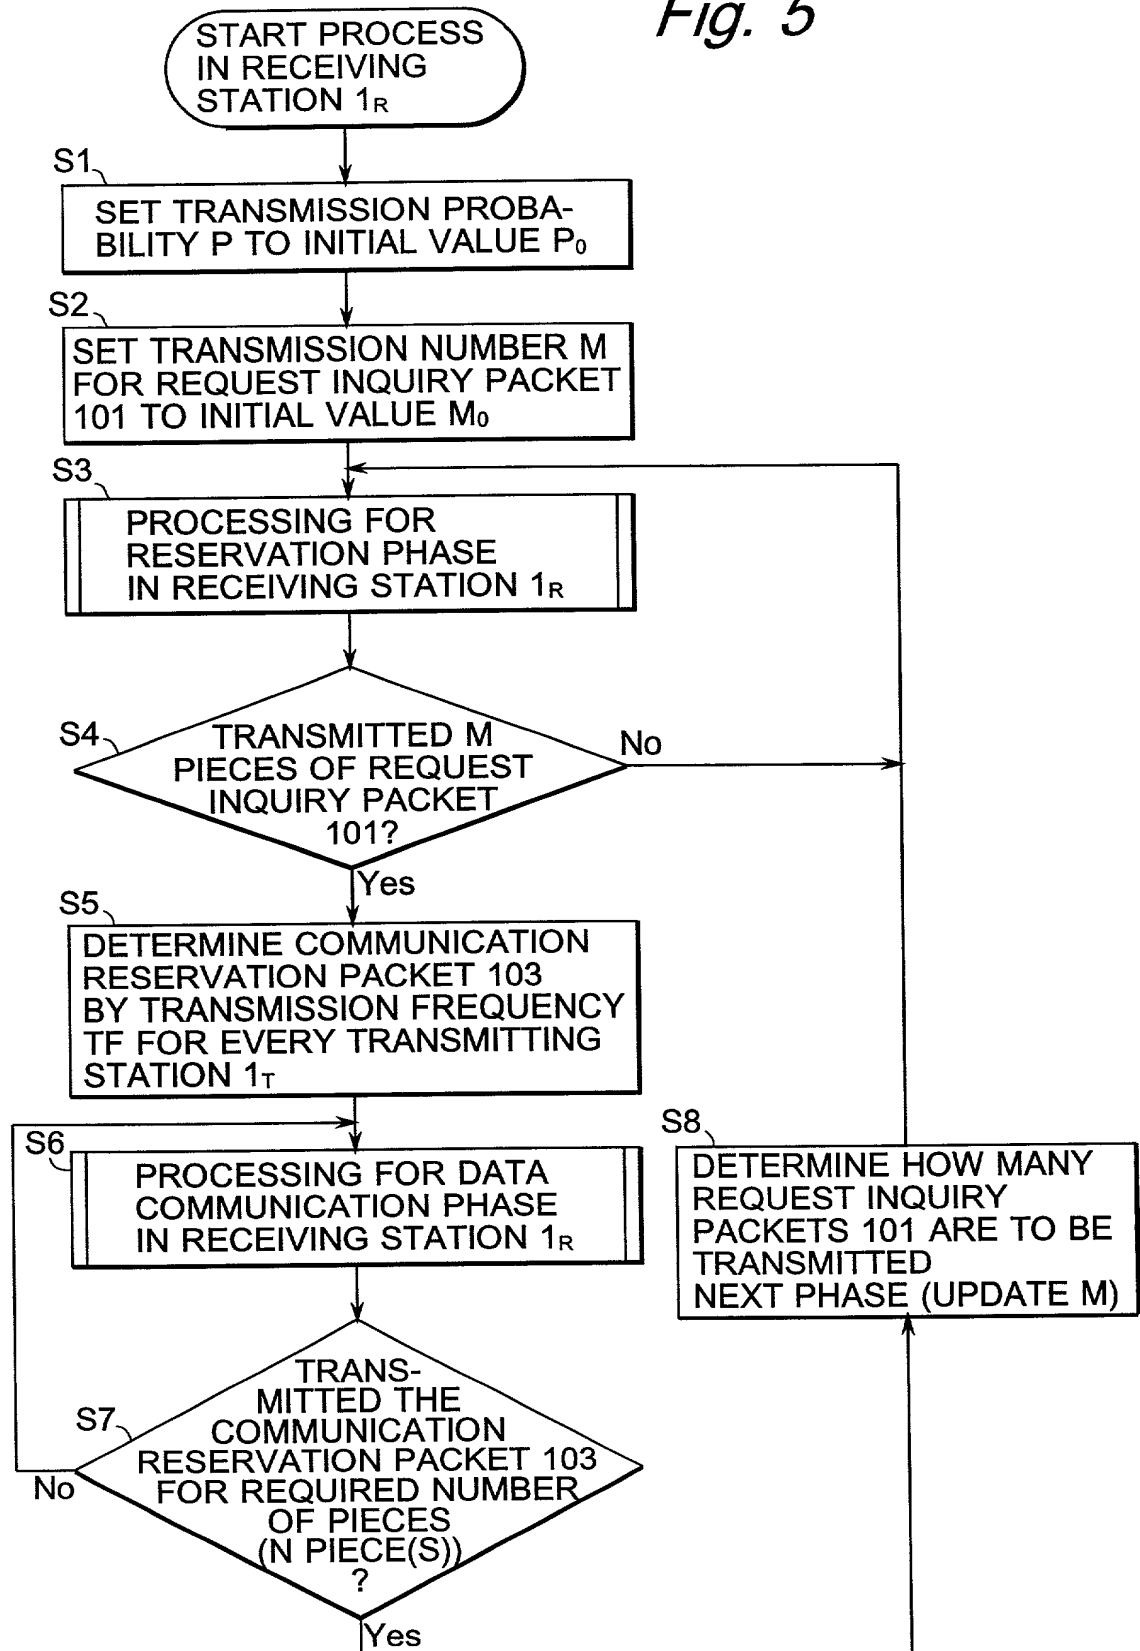 Fig. 5
START PROCESS
IN RECEIVING
STATION 1R
S1
SET TRANSMISSION PROBA-
BILITY P TO INITIAL VALUE P0
S2
SET TRANSMISSION NUMBER M
FOR REQUEST INQUIRY PACKET
101 TO INITIAL VALUE M0
S3
PROCESSING FOR
RESERVATION PHASE
IN RECEIVING STATION 1R
S4
TRANSMITTED M
PIECES OF REQUEST
INQUIRY PACKET
101?
No
Yes
S5
DETERMINE COMMUNICATION
RESERVATION PACKET 103
BY TRANSMISSION FREQUENCY
TF FOR EVERY TRANSMITTING
STATION 1T
S6
PROCESSING FOR DATA
COMMUNICATION PHASE
IN RECEIVING STATION 1R
S8
DETERMINE HOW MANY
REQUEST INQUIRY
PACKETS 101 ARE TO BE
TRANSMITTED
NEXT PHASE (UPDATE M)
S7
TRANS-
MITTED THE
COMMUNICATION
RESERVATION PACKET 103
FOR REQUIRED NUMBER
OF PIECES
(N PIECE(S))
?
No
Yes